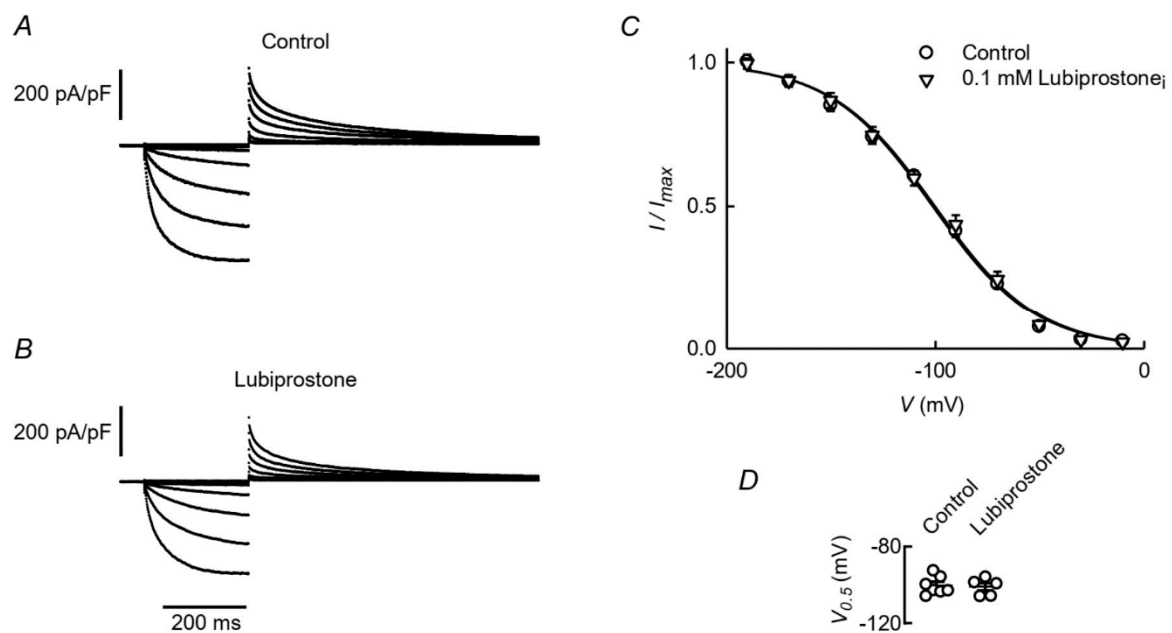 A
Control
200 pA/pF
B
Lubiprostone
200 pA/pF
200 ms
C
Control
0.1 mM Lubiprostoneᵢ
1.0
0.5
0.0
I / Imax
-200
-100
0
V (mV)
D
Control
Lubiprostone
-80
-120
V0.5 (mV)